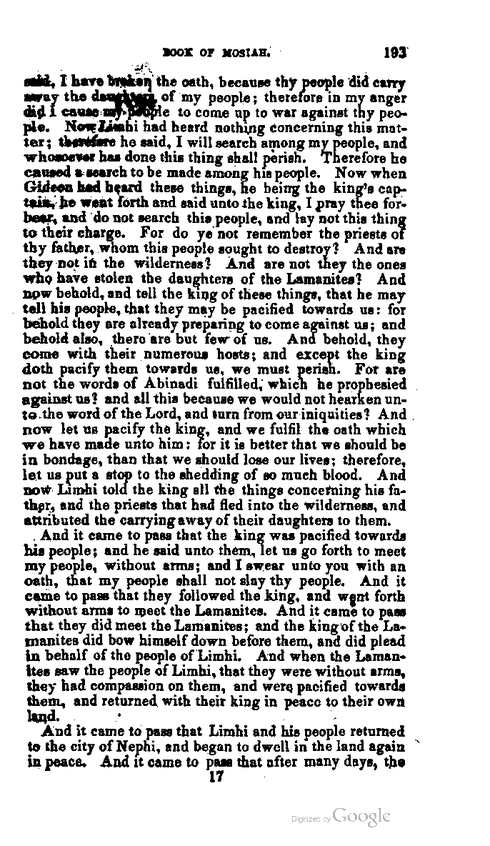 BOOK OF MOSIAH. 193
said, I have broken the oath, because thy people did carry
away the daughters of my people; therefore in my anger
did I cause my people to come up to war against thy peo-
ple. Now Limhi had heard nothing concerning this mat-
ter; therefore he said, I will search among my people, and
whosoever has done this thing shall perish. Therefore he
caused a search to be made among his people. Now when
Gideon had heard these things, he being the king's cap-
tain, he went forth and said unto the king, I pray thee for-
bear, and do not search this people, and lay not this thing
to their charge. For do ye not remember the priests of
thy father, whom this people sought to destroy? And are
they not in the wilderness? And are not they the ones
who have stolen the daughters of the Lamanites? And
now behold, and tell the king of these things, that he may
tell his people, that they may be pacified towards us: for
behold they are already preparing to come against us; and
behold also, there are but few of us. And behold, they
come with their numerous hosts; and except the king
doth pacify them towards us, we must perish. For are
not the words of Abinadi fulfilled, which he prophesied
against us? and all this because we would not hearken un-
to the word of the Lord, and turn from our iniquities? And
now let us pacify the king, and we fulfil the oath which
we have made unto him: for it is better that we should be
in bondage, than that we should lose our lives; therefore,
let us put a stop to the shedding of so much blood. And
now Limhi told the king all the things concerning his fa-
ther, and the priests that had fled into the wilderness, and
attributed the carrying away of their daughters to them.
And it came to pass that the king was pacified towards
his people; and he said unto them, let us go forth to meet
my people, without arms; and I swear unto you with an
oath, that my people shall not slay thy people. And it
came to pass that they followed the king, and went forth
without arms to meet the Lamanites. And it came to pass
that they did meet the Lamanites; and the king of the La-
manites did bow himself down before them, and did plead
in behalf of the people of Limhi. And when the Laman-
ites saw the people of Limhi, that they were without arms,
they had compassion on them, and were pacified towards
them, and returned with their king in peace to their own
land.
And it came to pass that Limhi and his people returned
to the city of Nephi, and began to dwell in the land again
in peace. And it came to pass that after many days, the
17
Digitized by Google